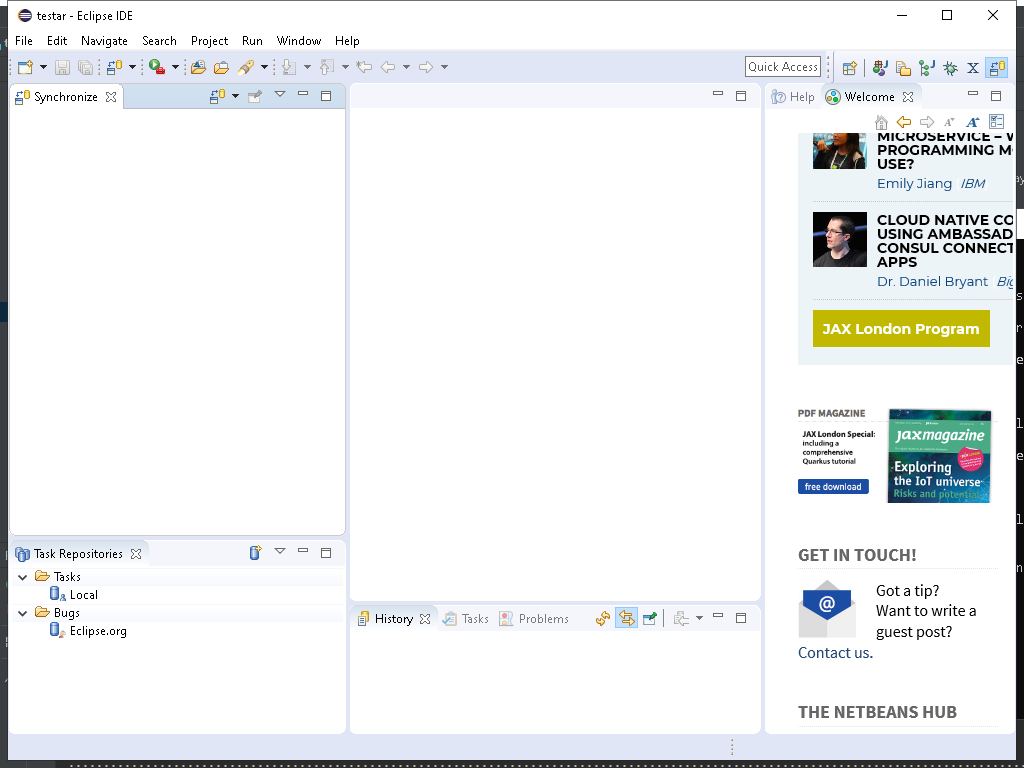 testar - Eclipse IDE
File Edit Navigate Search Project Run Window Help
Quick Access
Synchronize
Help Welcome
MICROSERVICE –
PROGRAMMING
USE?
Emily Jiang IBM
CLOUD NATIVE
USING
CONSUL CONNECT
APPS
Dr. Daniel Bryant
JAX London Program
PDF MAGAZINE
JAX London Special:
including a
comprehensive
Quarkus tutorial
free download
jaxmagazine
Exploring
the IoT universe
Risks and potential
GET IN TOUCH!
@
Got a tip?
Want to write a
guest post?
Contact us.
THE NETBEANS HUB
Task Repositories
Tasks
Local
Bugs
Eclipse.org
History Tasks Problems